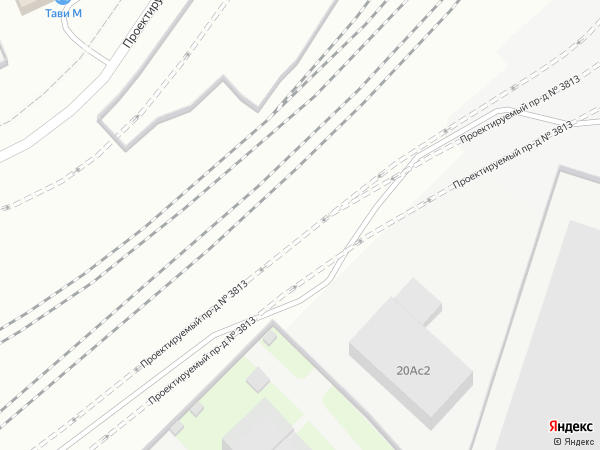 Тави М
Проектиру
Проектируемый пр-д № 3813
Проектируемый пр-д № 3813
Проектируемый пр-д № 3813
Проектируемый пр-д № 3813
20Ас2
Яндекс
© Яндекс